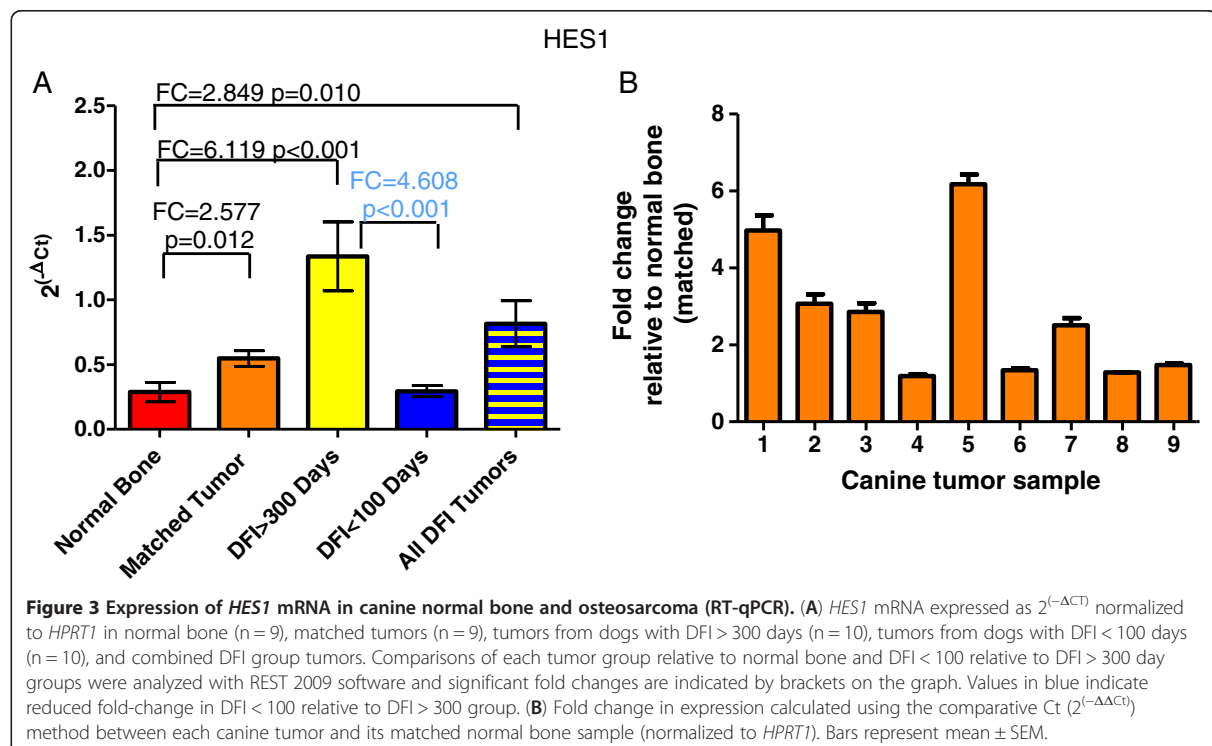 HES1
A
FC=2.849 p=0.010
FC=6.119 p<0.001
FC=4.608
p<0.001
FC=2.577
p=0.012
2.5
2.0
1.5
1.0
0.5
0.0
2^(-ΔCt)
Normal Bone
Matched Tumor
DFI>300 Days
DFI<100 Days
All DFI Tumors
B
Fold change
relative to normal bone
(matched)
8
6
4
2
0
1 2 3 4 5 6 7 8 9
Canine tumor sample
Figure 3 Expression of HES1 mRNA in canine normal bone and osteosarcoma (RT-qPCR). (A) HES1 mRNA expressed as 2^(−ΔCT) normalized
to HPRT1 in normal bone (n = 9), matched tumors (n = 9), tumors from dogs with DFI > 300 days (n = 10), tumors from dogs with DFI < 100 days
(n = 10), and combined DFI group tumors. Comparisons of each tumor group relative to normal bone and DFI < 100 relative to DFI > 300 day
groups were analyzed with REST 2009 software and significant fold changes are indicated by brackets on the graph. Values in blue indicate
reduced fold-change in DFI < 100 relative to DFI > 300 group. (B) Fold change in expression calculated using the comparative Ct (2^(−ΔΔCt))
method between each canine tumor and its matched normal bone sample (normalized to HPRT1). Bars represent mean ± SEM.